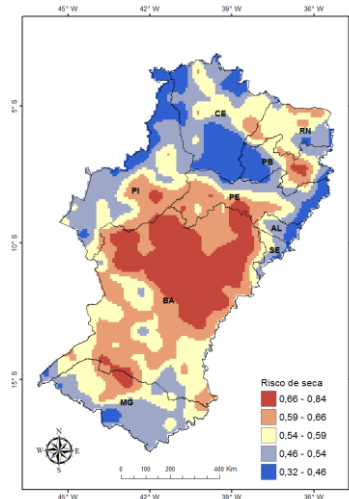 45°W 42°W 39°W 36°W
5°S
CE
RN
PB
PI
PE
AL
10°S
SE
BA
15°S
MG
Risco de seca
0,66 - 0,84
0,59 - 0,66
0,54 - 0,59
0,46 - 0,54
0,32 - 0,46
N
W E
S
0 100 200 400 Km
45°W 42°W 39°W 36°W